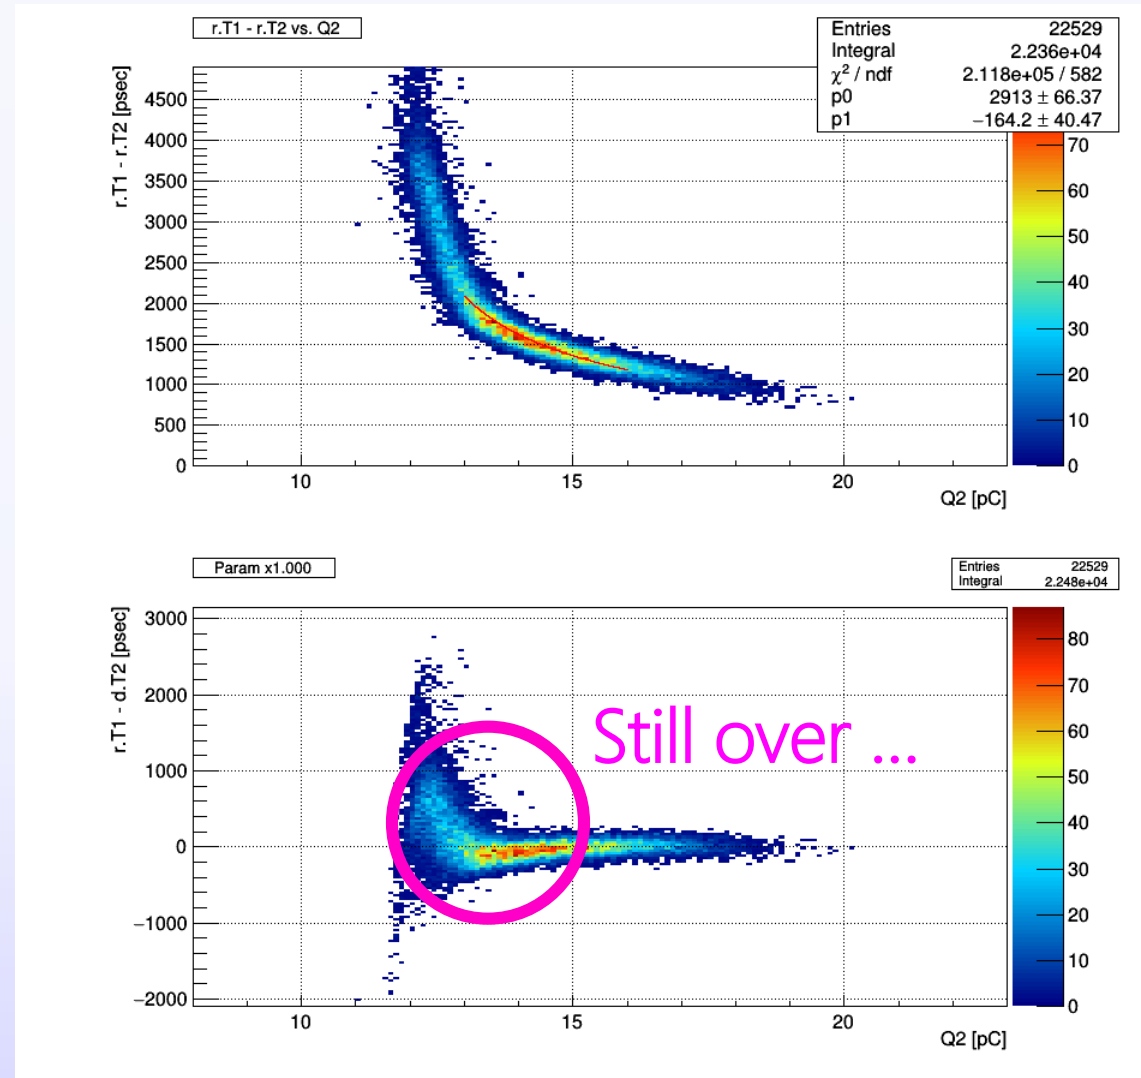 r.T1 - r.T2 vs. Q2
Entries 22529
Integral 2.236e+04
χ² / ndf 2.118e+05 / 582
p0 2913 ± 66.37
p1 −164.2 ± 40.47
r.T1 - r.T2 [psec]
4500
4000
3500
3000
2500
2000
1500
1000
500
0
70
60
50
40
30
20
10
0
10 15 20
Q2 [pC]
Param x1.000
Entries 22529
Integral 2.248e+04
r.T1 - d.T2 [psec]
3000
2000
1000
0
−1000
−2000
Still over ...
80
70
60
50
40
30
20
10
0
10 15 20
Q2 [pC]